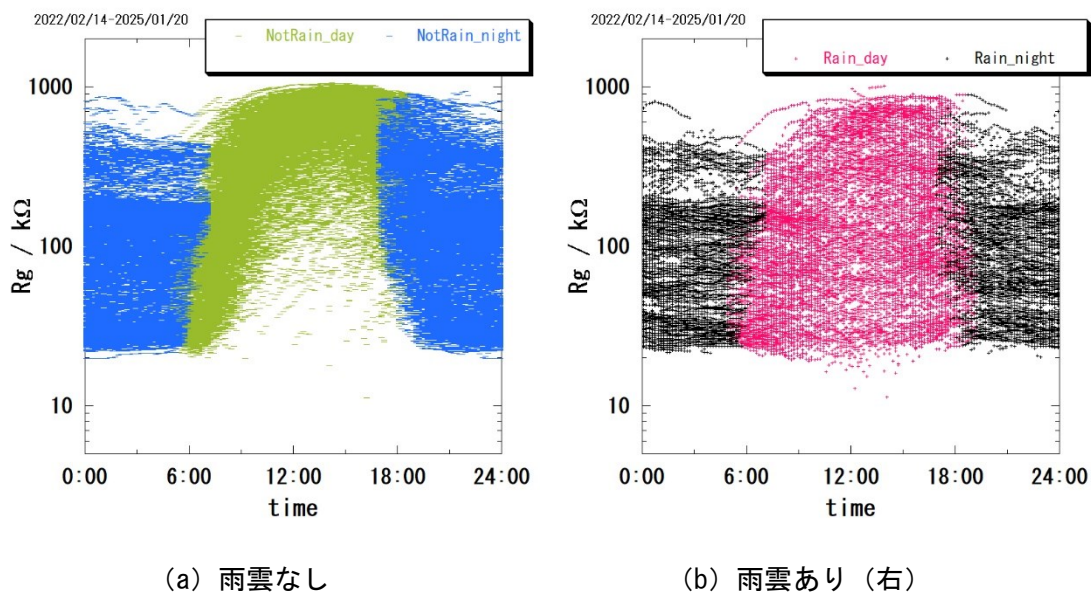 2022/02/14-2025/01/20
NotRain_day NotRain_night
1000
100
10
Rg / kΩ
0:00 6:00 12:00 18:00 24:00
time
(a) 雨雲なし
2022/02/14-2025/01/20
Rain_day Rain_night
1000
100
10
Rg / kΩ
0:00 6:00 12:00 18:00 24:00
time
(b) 雨雲あり (右)